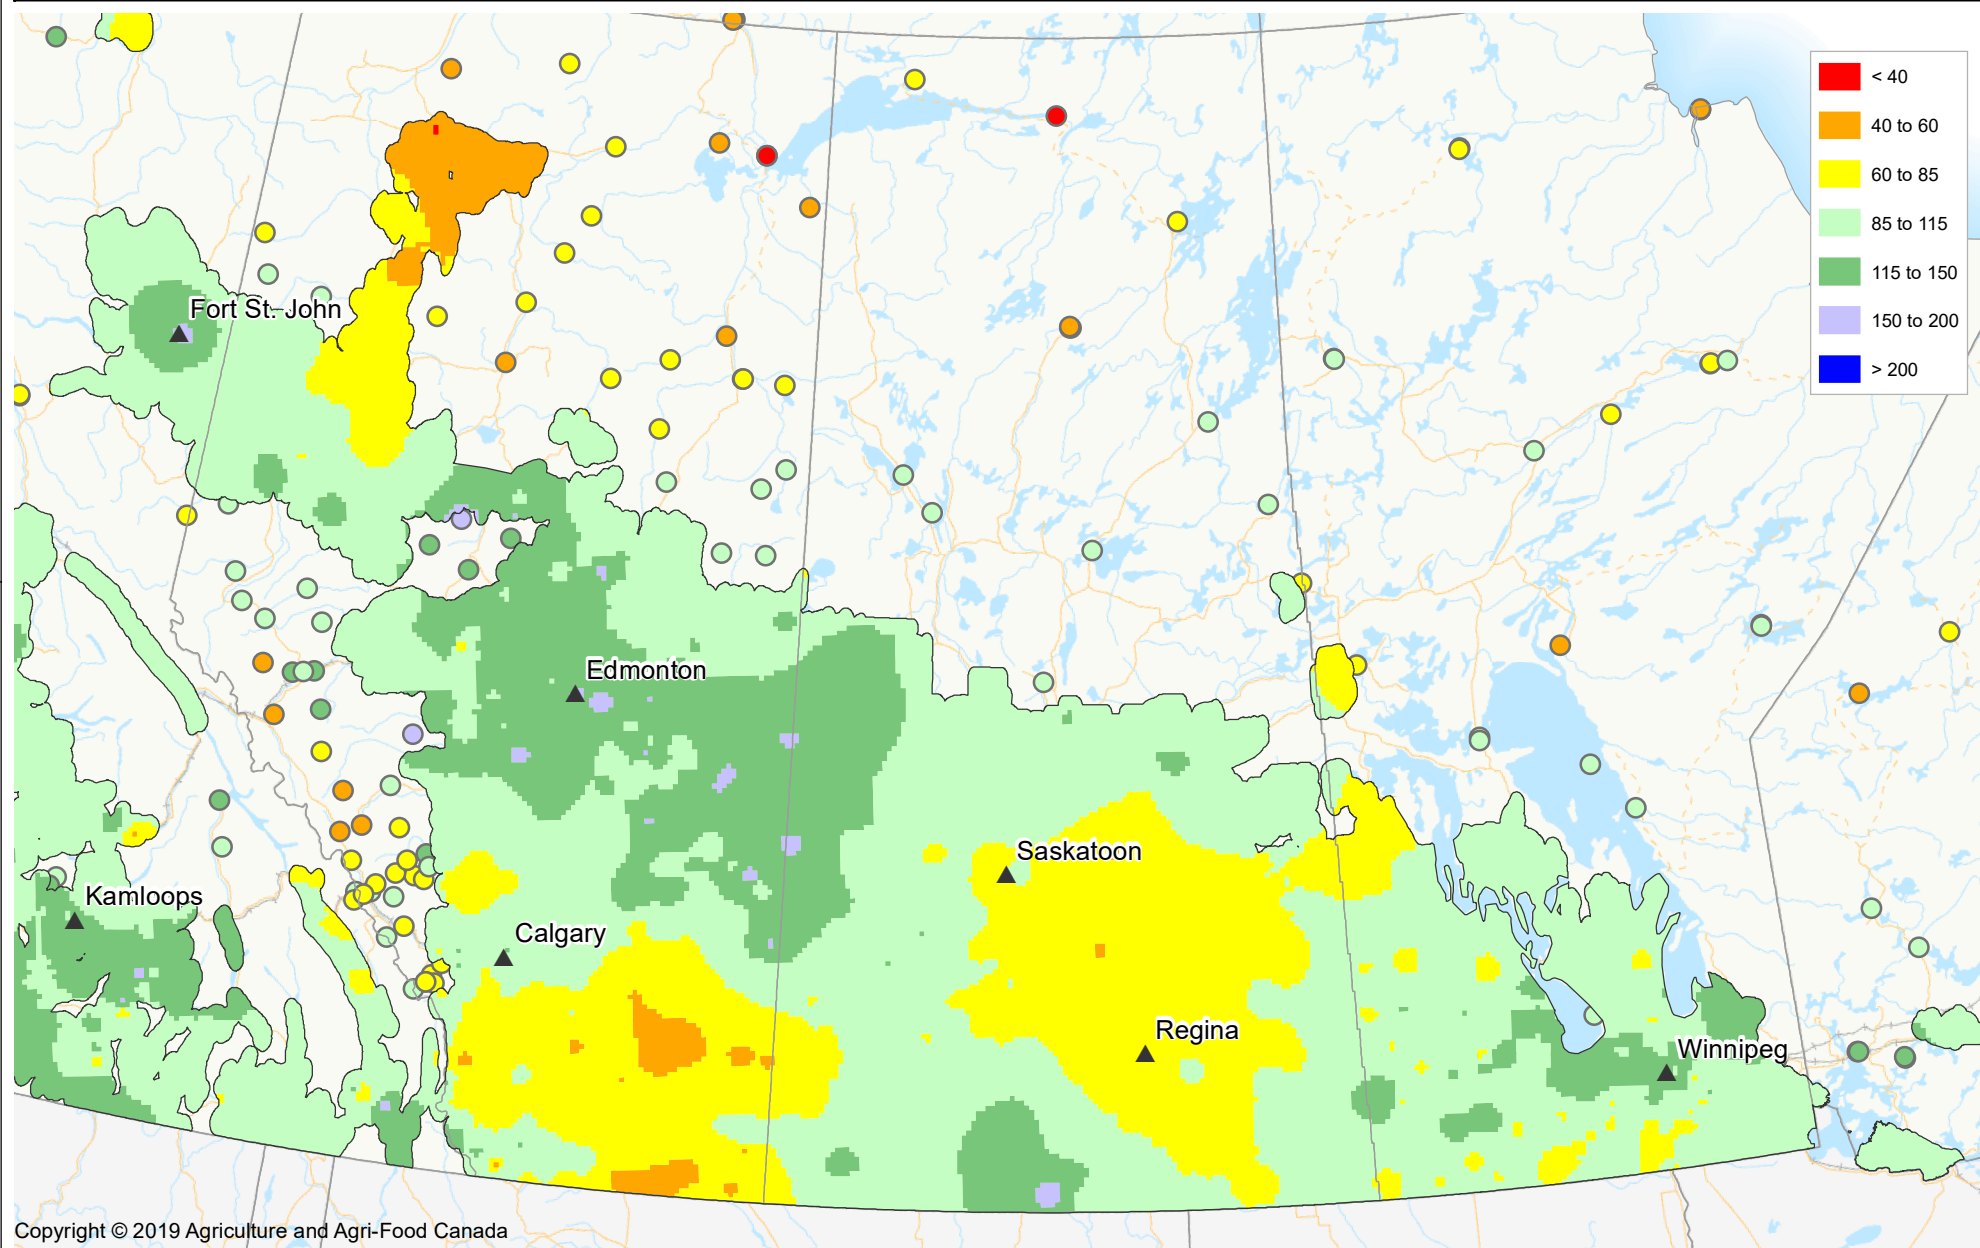 < 40
40 to 60
60 to 85
85 to 115
115 to 150
150 to 200
> 200
Fort St. John
Edmonton
Saskatoon
Kamloops
Calgary
Regina
Winnipeg
Copyright © 2019 Agriculture and Agri-Food Canada